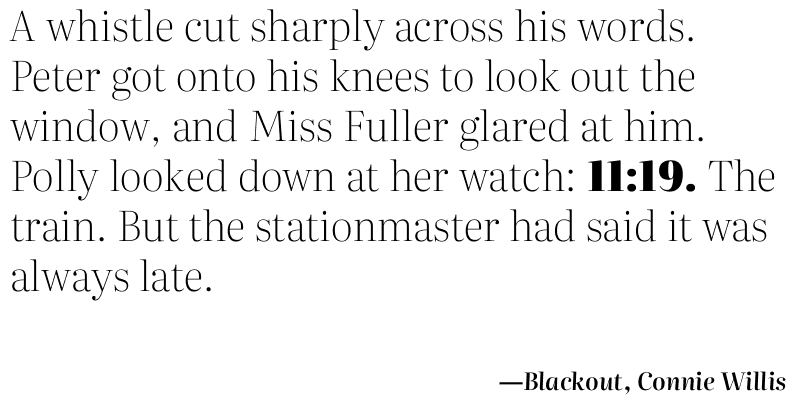 A whistle cut sharply across his words.
Peter got onto his knees to look out the
window, and Miss Fuller glared at him.
Polly looked down at her watch: 11:19. The
train. But the stationmaster had said it was
always late.
—Blackout, Connie Willis